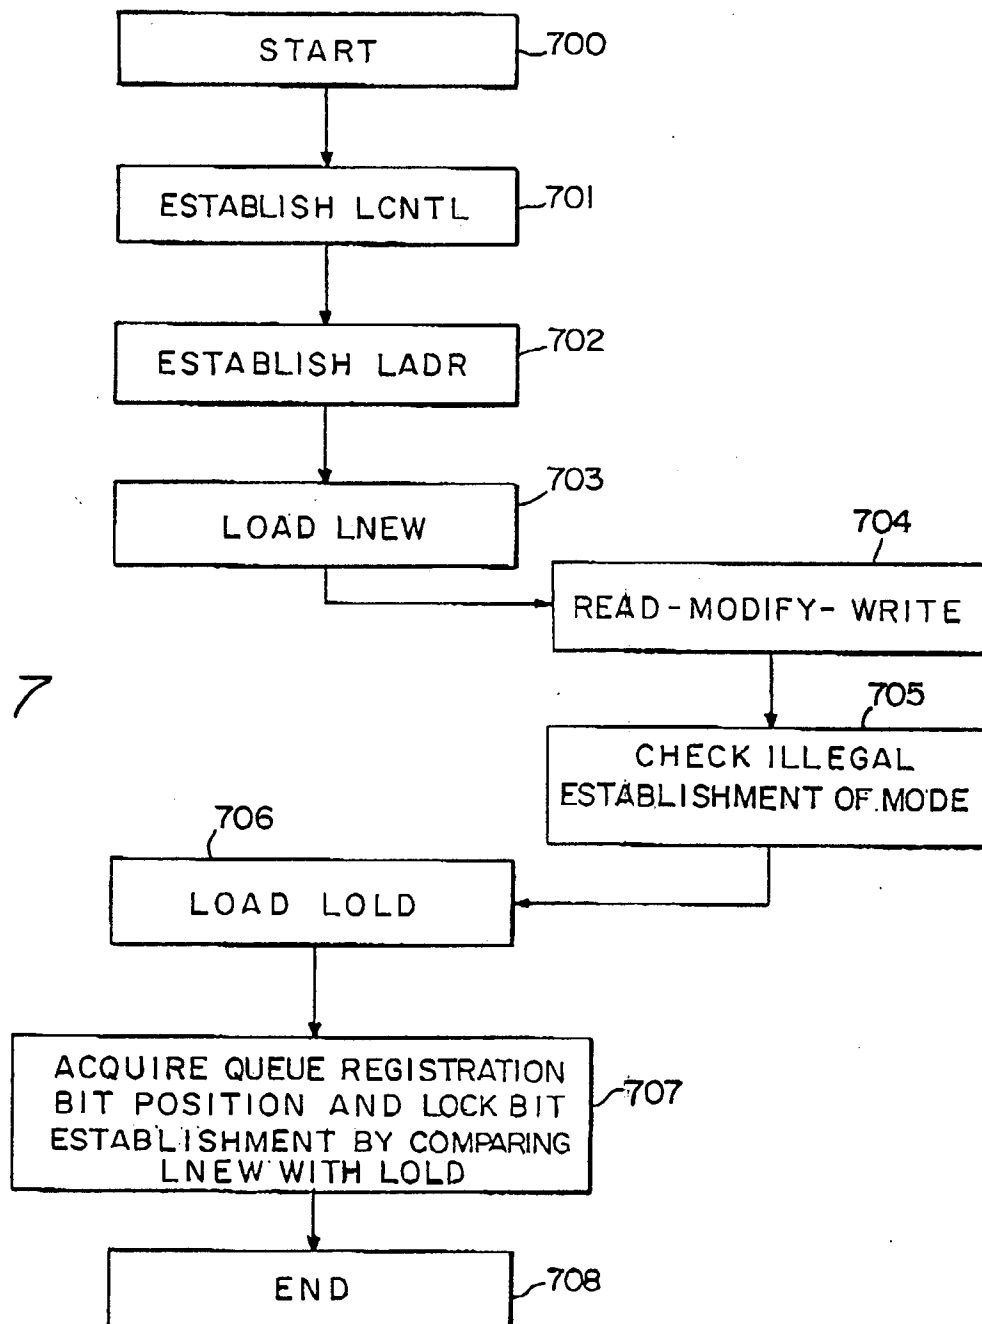 START
700
ESTABLISH LCNTL
701
ESTABLISH LADR
702
703
LOAD LNEW
704
READ-MODIFY-WRITE
7
705
CHECK ILLEGAL
ESTABLISHMENT OF MODE
706
LOAD LOLD
ACQUIRE QUEUE REGISTRATION
BIT POSITION AND LOCK BIT
ESTABLISHMENT BY COMPARING
LNEW WITH LOLD
707
END
708